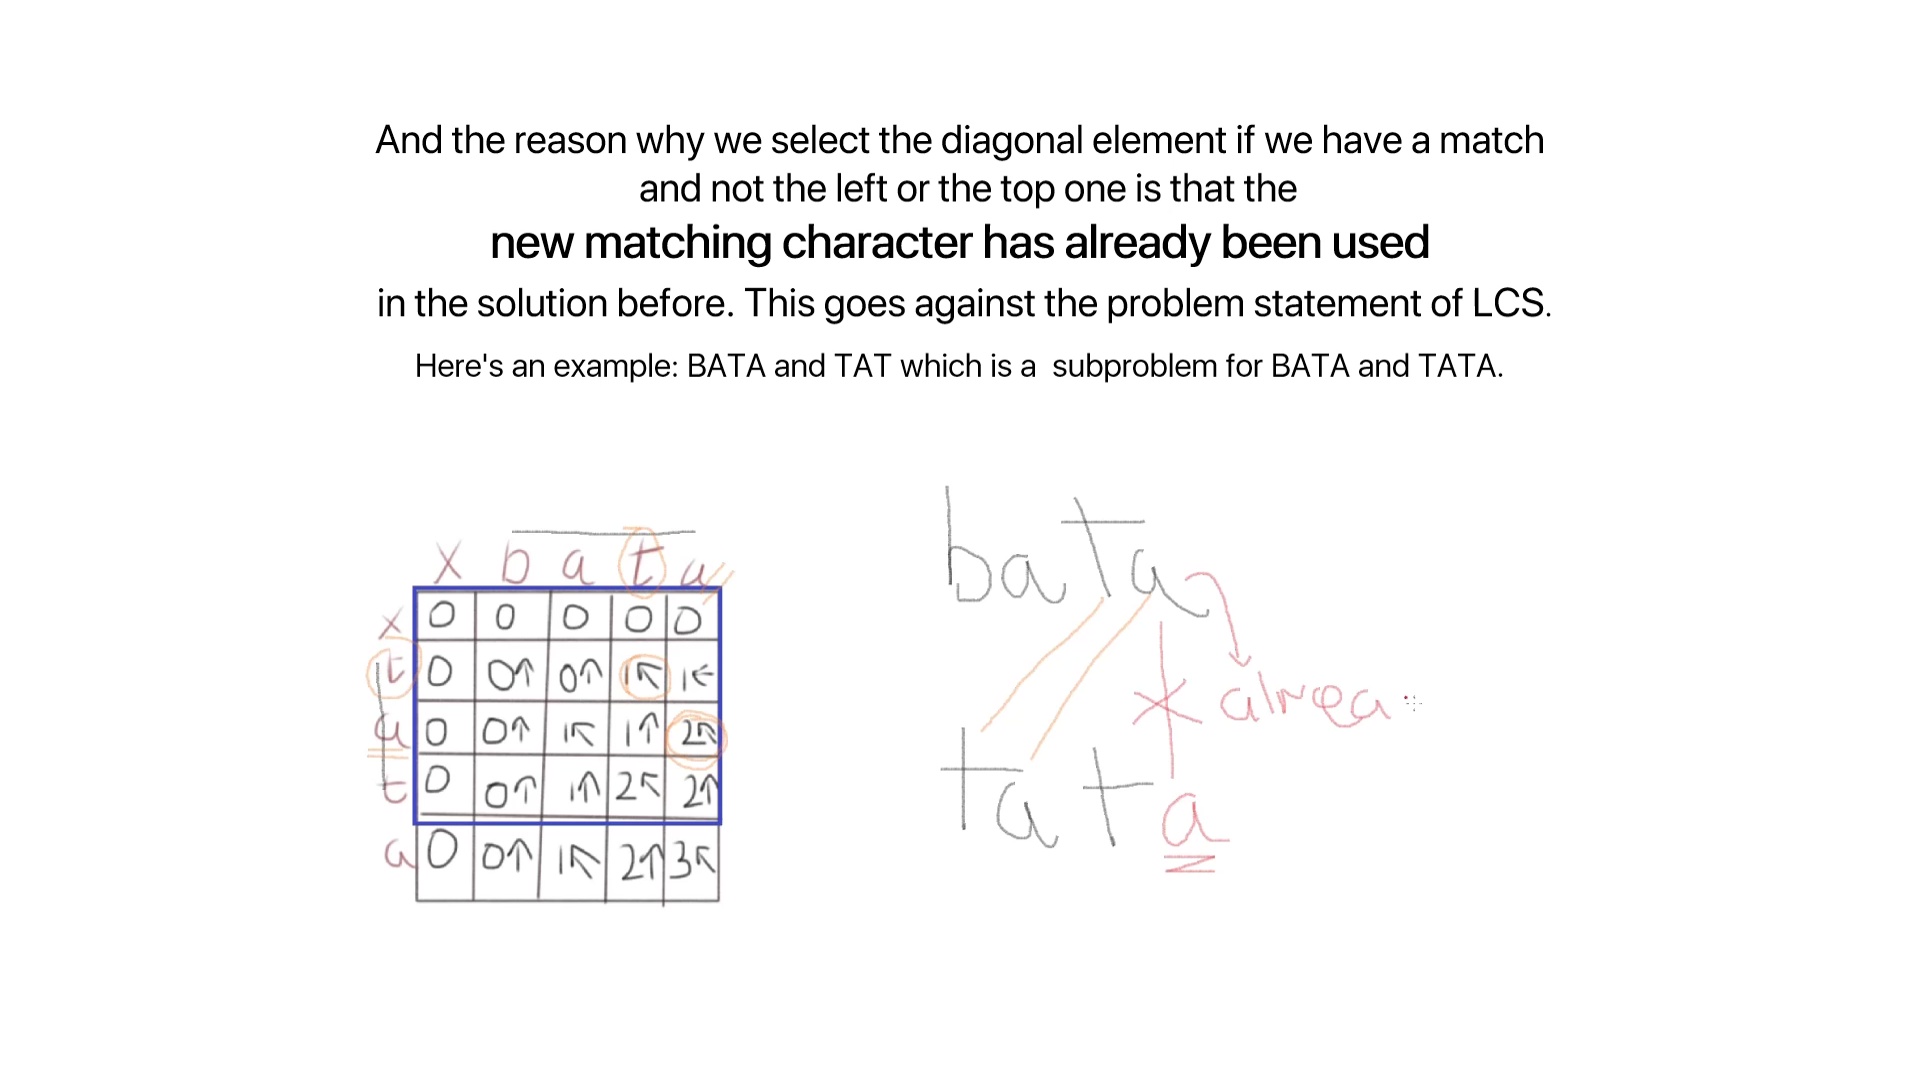 And the reason why we select the diagonal element if we have a match
and not the left or the top one is that the
new matching character has already been used
in the solution before. This goes against the problem statement of LCS.
Here's an example: BATA and TAT which is a subproblem for BATA and TATA.
x b a t a
x 0 0 0 0 0
t 0 0↑ 0↑ 1↖ 1←
a 0 0↑ 1↖ 1↑ 2↖
t 0 0↑ 1↑ 2↖ 2↑
a 0 0↑ 1↖ 2↑ 3↖
bata
alrea
tata